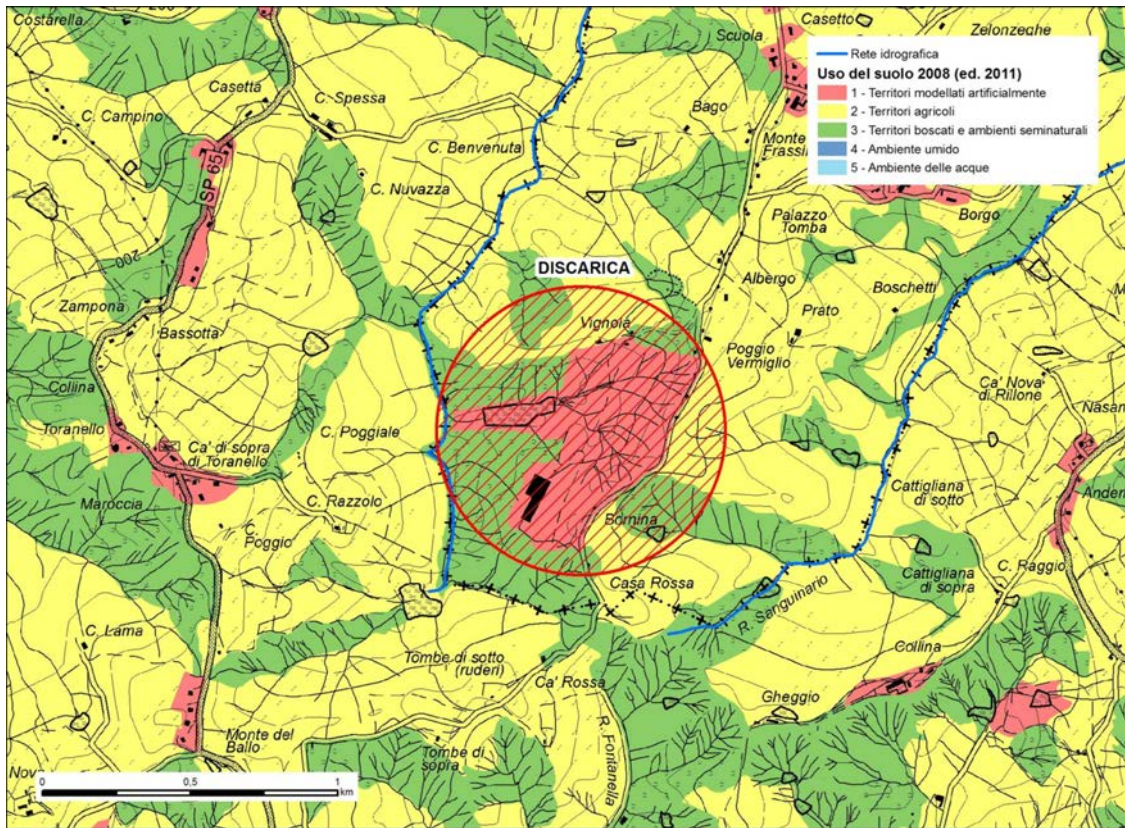 Costarella
Casetto
Zelonzeghe
Scuola
Rete idrografica
Uso del suolo 2008 (ed. 2011)
1 - Territori modellati artificialmente
2 - Territori agricoli
3 - Territori boscati e ambienti seminaturali
4 - Ambiente umido
5 - Ambiente delle acque
Casetta
C. Spessa
C. Campino
Bago
C. Benvenuta
Monte
Frassi
SP 65
C. Nuvazza
Palazzo
Tomba
Borgo
200
DISCARICA
Albergo
Boschetti
Zampona
Vignola
Prato
Bassotta
Poggio
Vermiglio
Collina
Ca' Nova
di Rillone
Toranello
C. Poggiale
Nasan
Ca' di sopra
di Toranello
Maroccia
C. Razzolo
Cattigliana
di sotto
Andern
C.
Poggio
Bornina
C. Raggio
Casa Rossa
Cattigliana
di sopra
R. Sanguinario
C. Lama
Tombe di sotto
(ruderi)
Collina
Ca' Rossa
Gheggio
Monte del
Ballo
R. Fontanella
Tombe di
sopra
Nov
0 0,5 1
km